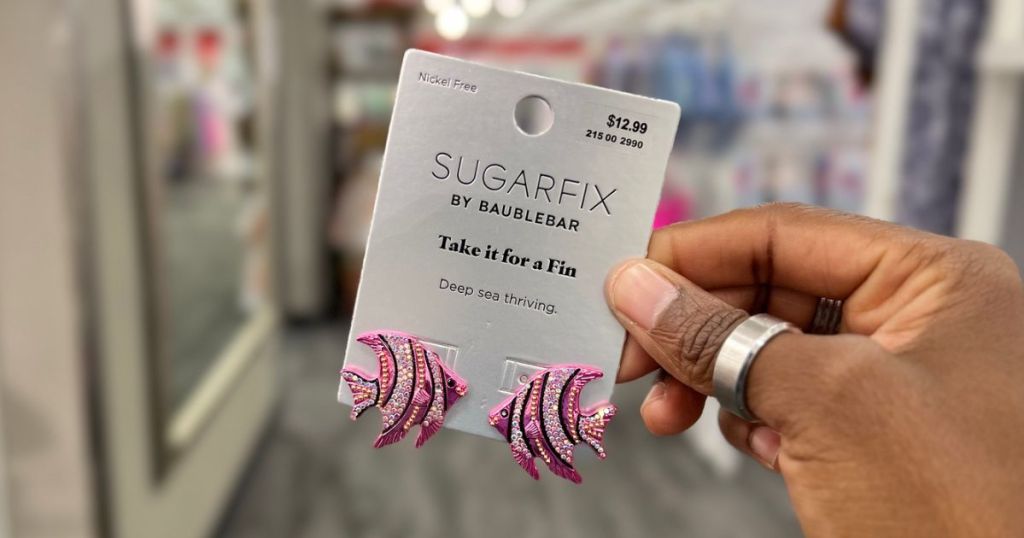 Nickel Free
$12.99
215 00 2990
SUGARFIX
BY BAUBLEBAR
Take it for a Fin
Deep sea thriving.